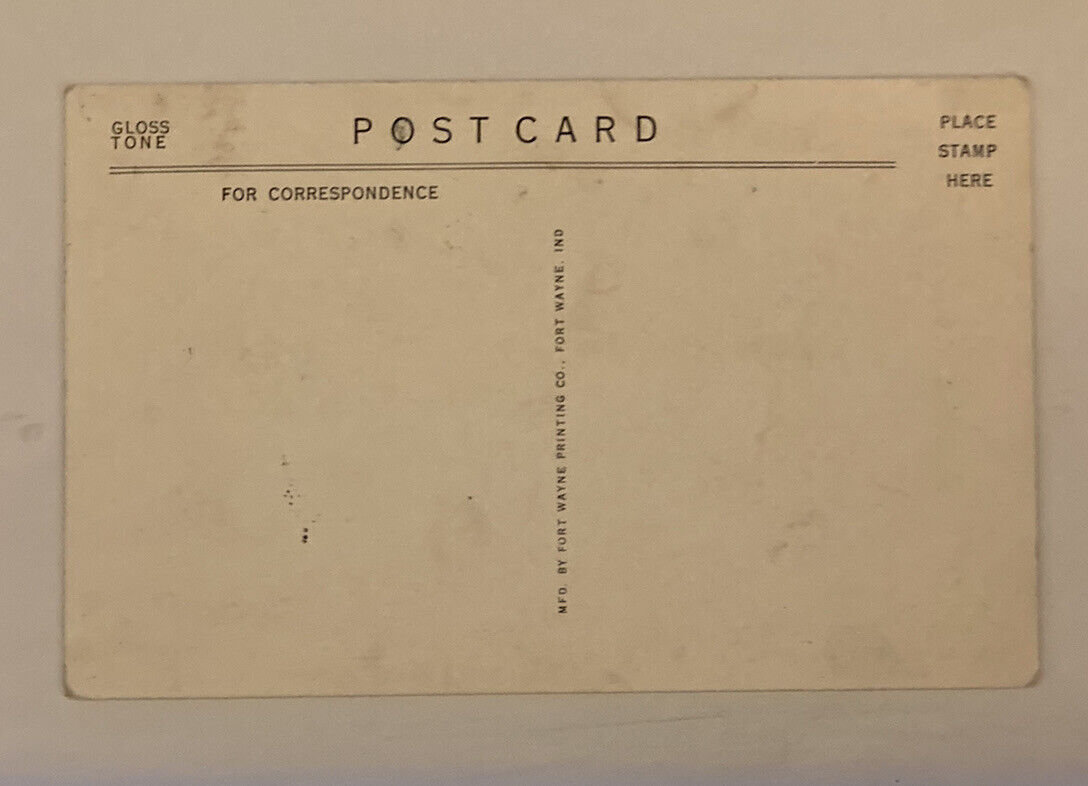 GLOSS
TONE
POST CARD
PLACE
STAMP
HERE
FOR CORRESPONDENCE
MFD. BY FORT WAYNE PRINTING CO., FORT WAYNE, IND